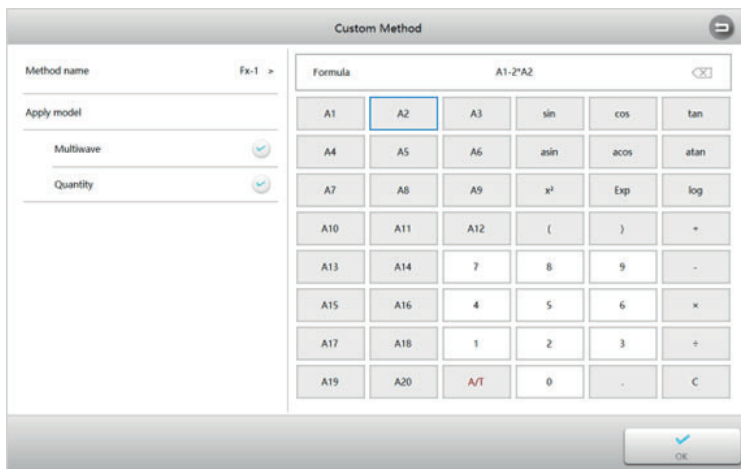 Custom Method
Method name Fx-1 >
Formula A1-2*A2
Apply model
Multiwave
Quantity
A1 A2 A3 sin cos tan
A4 A5 A6 asin acos atan
A7 A8 A9 x² Exp log
A10 A11 A12 ( ) +
A13 A14 7 8 9 -
A15 A16 4 5 6 ×
A17 A18 1 2 3 ÷
A19 A20 A/T 0 . C
OK